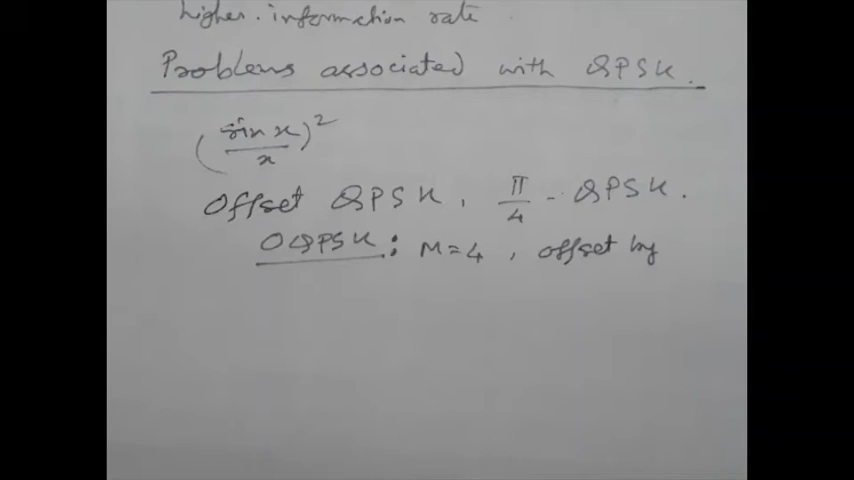 higher information rate
Problems associated with QPSK.
(sin x / x)²
Offset QPSK, π/4 - QPSK.
OQPSK : M=4, offset by